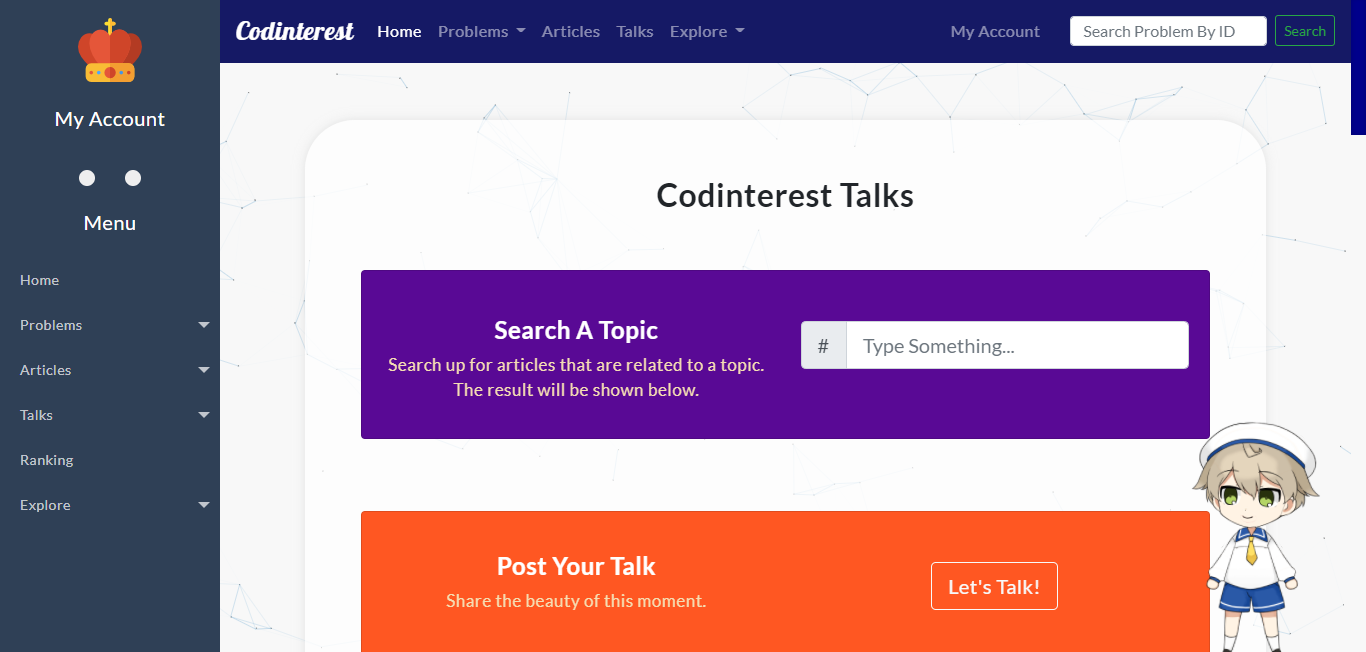 My Account
Menu
Home
Problems
Articles
Talks
Ranking
Explore
Codinterest Home Problems Articles Talks Explore My Account Search Problem By ID Search
Codinterest Talks
Search A Topic
Search up for articles that are related to a topic.
The result will be shown below.
# Type Something...
Post Your Talk
Share the beauty of this moment.
Let's Talk!